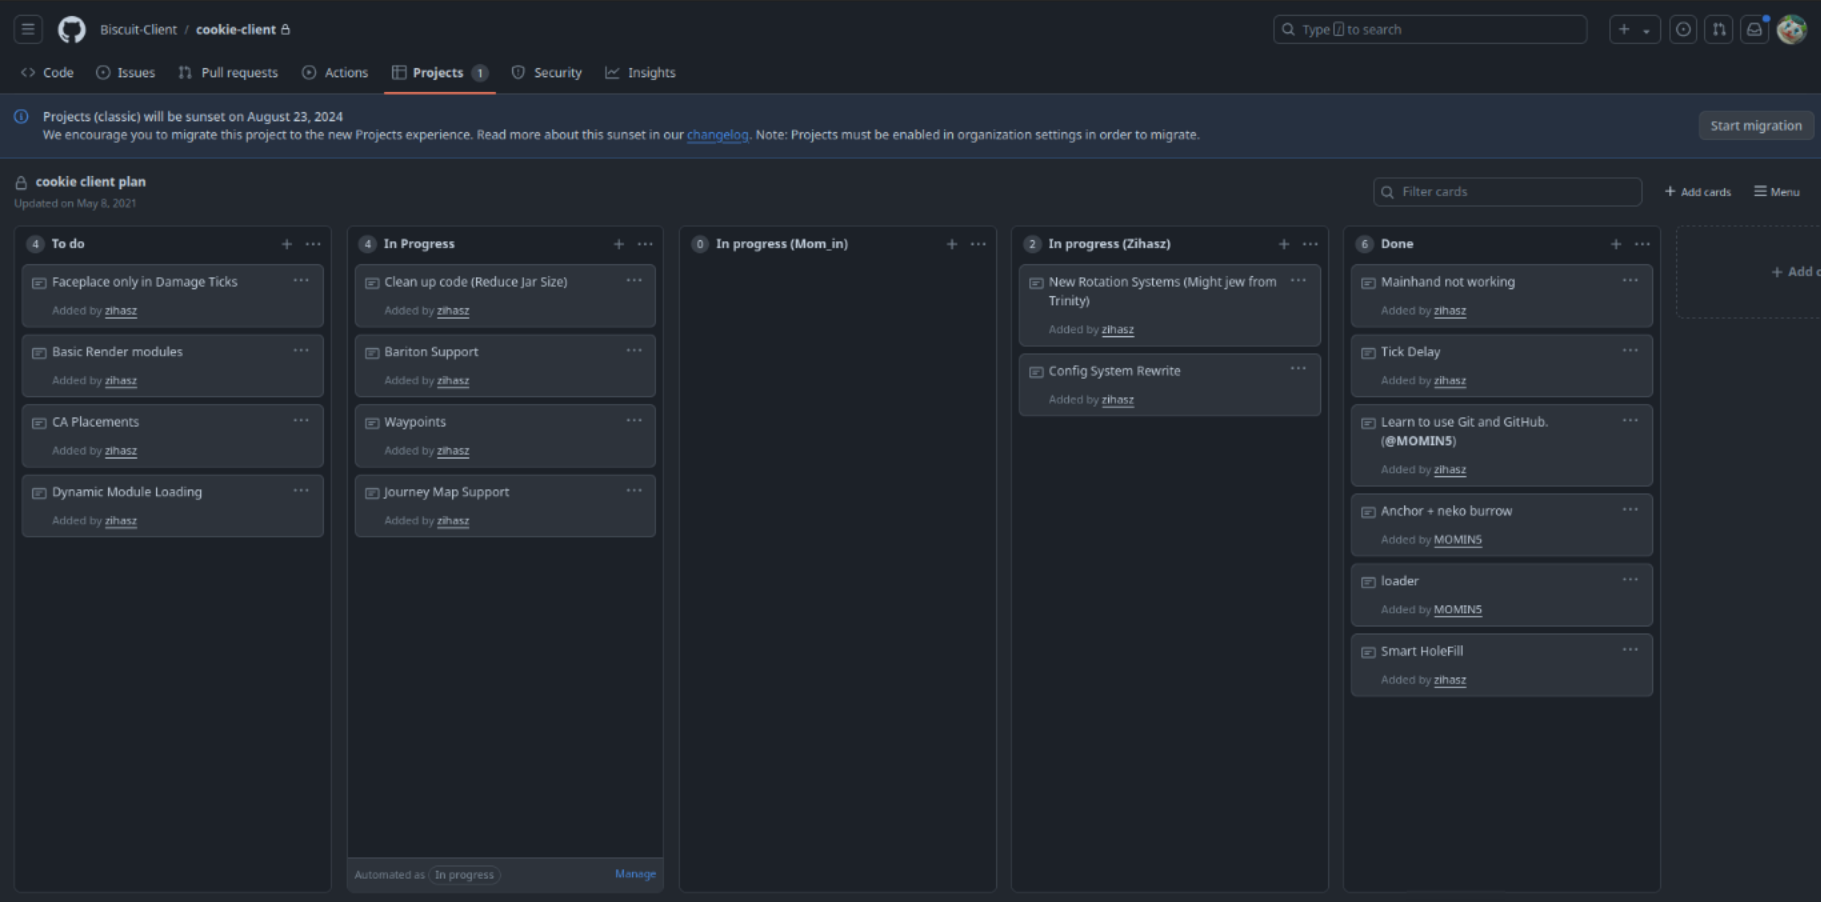 Biscuit-Client / cookie-client
Type / to search
Code
Issues
Pull requests
Actions
Projects 1
Security
Insights
Projects (classic) will be sunset on August 23, 2024
We encourage you to migrate this project to the new Projects experience. Read more about this sunset in our changelog. Note: Projects must be enabled in organization settings in order to migrate.
Start migration
cookie client plan
Updated on May 8, 2021
Filter cards
+ Add cards
Menu
4 To do
Faceplace only in Damage Ticks
Added by zihasz
Basic Render modules
Added by zihasz
CA Placements
Added by zihasz
Dynamic Module Loading
Added by zihasz
4 In Progress
Clean up code (Reduce Jar Size)
Added by zihasz
Bariton Support
Added by zihasz
Waypoints
Added by zihasz
Journey Map Support
Added by zihasz
Automated as In progress
Manage
0 In progress (Mom_in)
2 In progress (Zihasz)
New Rotation Systems (Might jew from
Trinity)
Added by zihasz
Config System Rewrite
Added by zihasz
6 Done
Mainhand not working
Added by zihasz
Tick Delay
Added by zihasz
Learn to use Git and GitHub.
(@MOMIN5)
Added by zihasz
Anchor + neko burrow
Added by MOMIN5
loader
Added by MOMIN5
Smart HoleFill
Added by zihasz
+ Add c